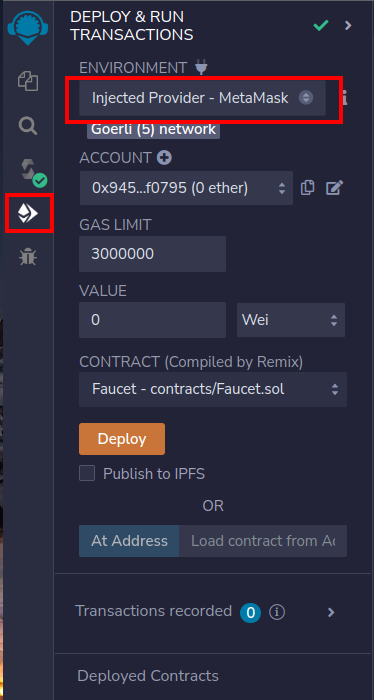 DEPLOY & RUN
TRANSACTIONS
ENVIRONMENT
Injected Provider - MetaMask
Goerli (5) network
ACCOUNT
0x945...f0795 (0 ether)
GAS LIMIT
3000000
VALUE
0
Wei
CONTRACT (Compiled by Remix)
Faucet - contracts/Faucet.sol
Deploy
Publish to IPFS
OR
At Address
Load contract from
Transactions recorded 0
Deployed Contracts